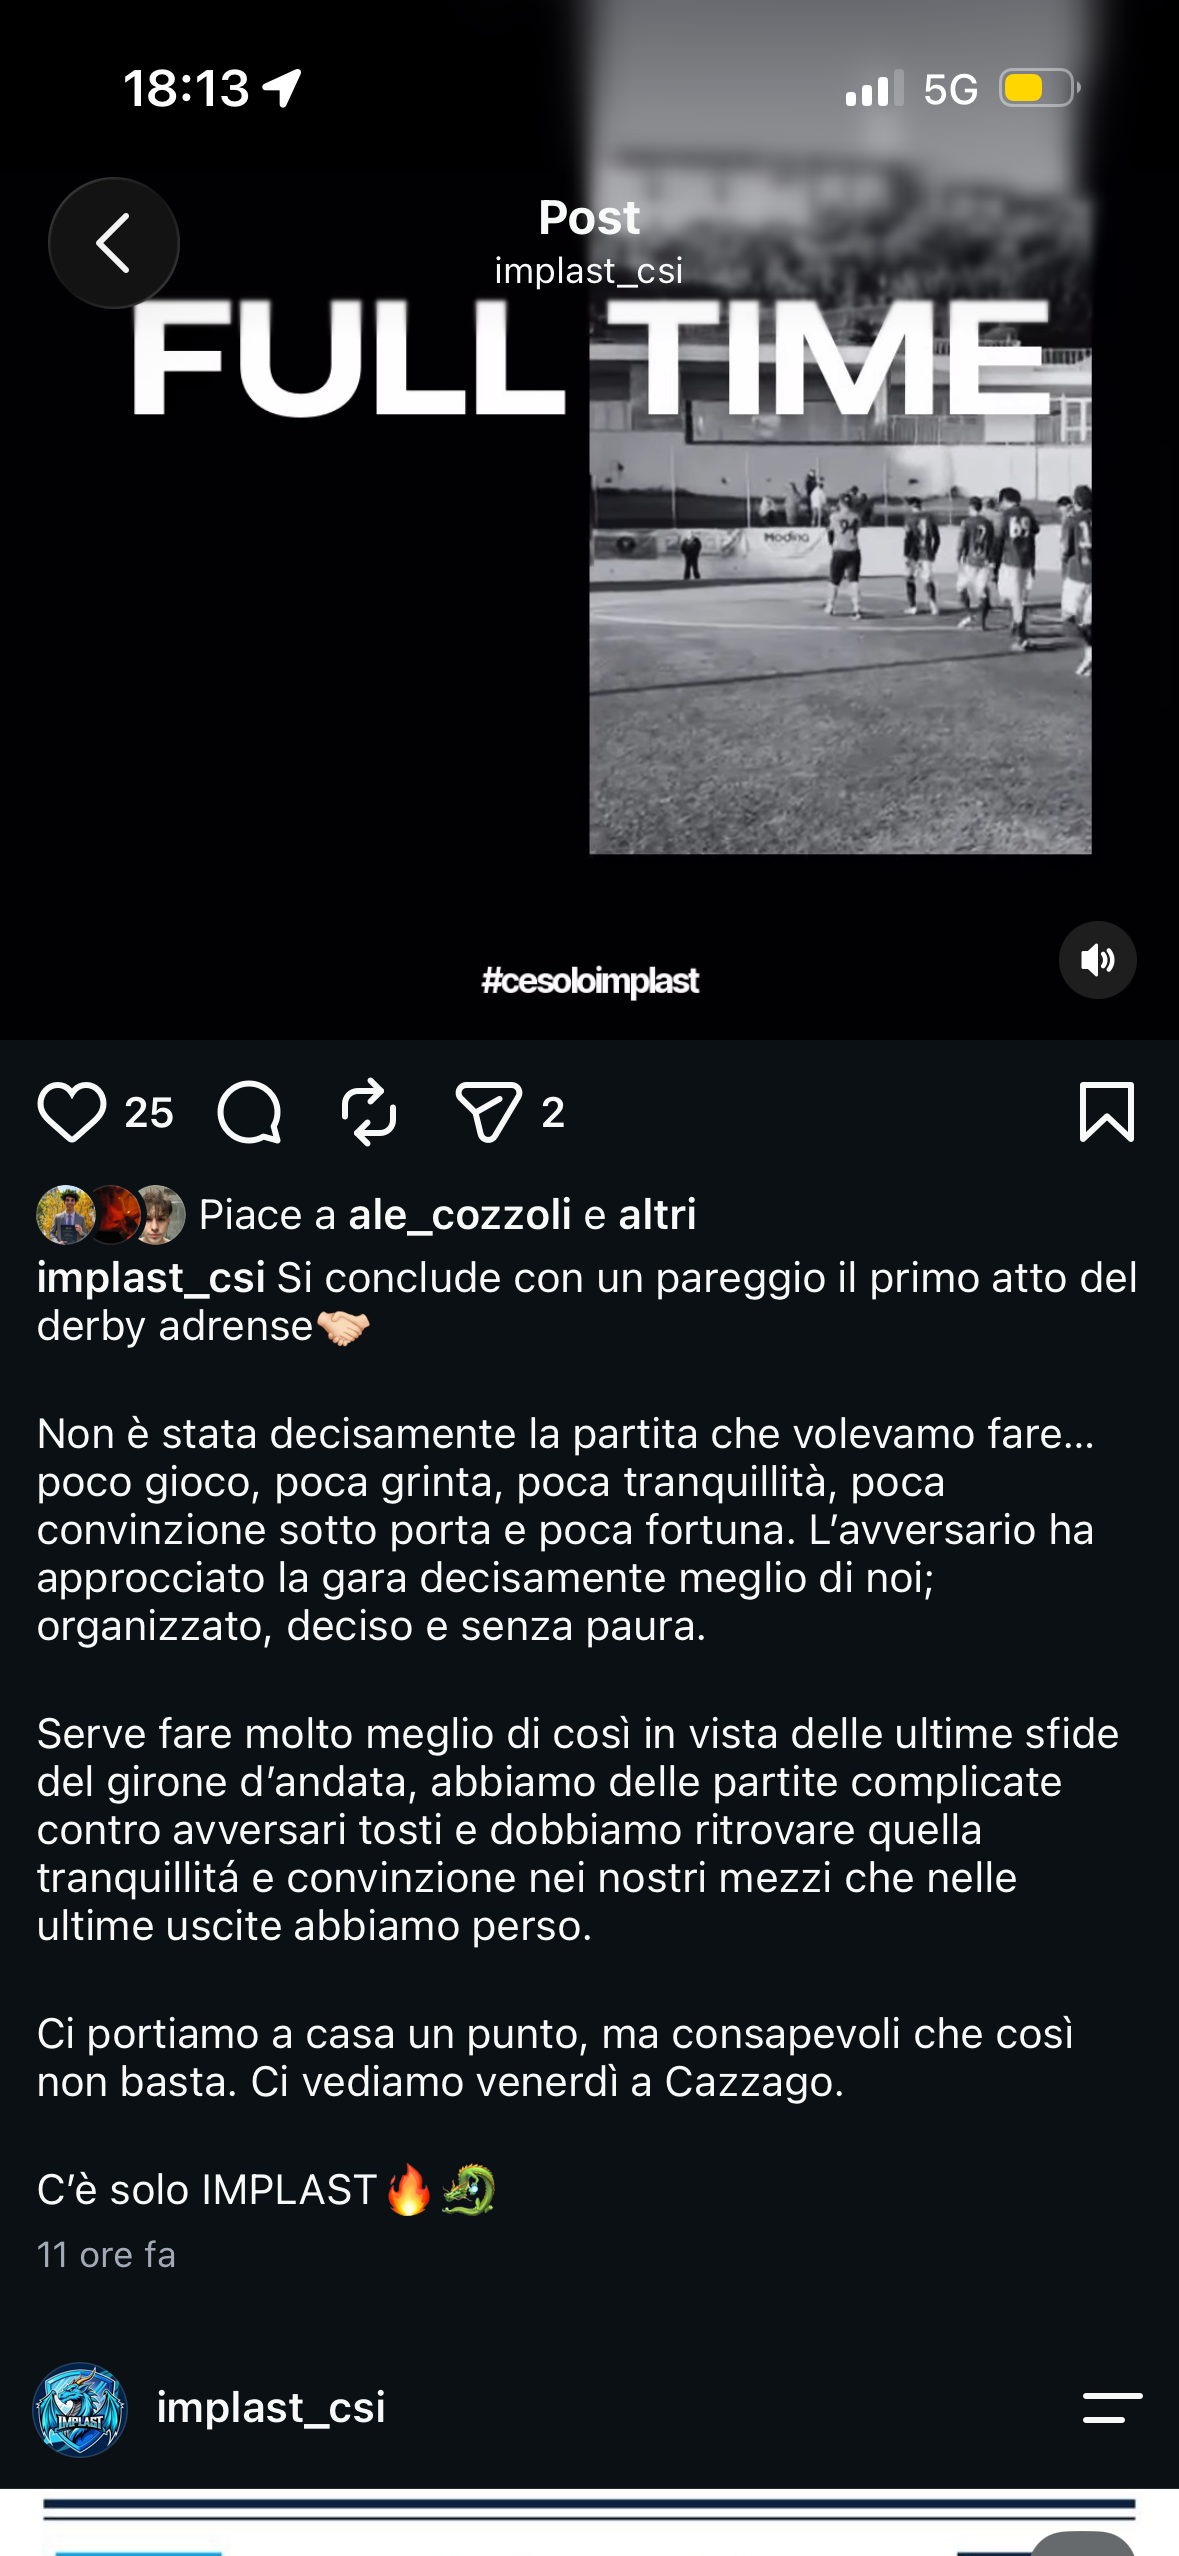 18:13
5G
Post
implast_csi
FULL TIME
94
Modina
#cesoloimplast
25
2
Piace a ale_cozzoli e altri
implast_csi Si conclude con un pareggio il primo atto del
derby adrense🤝🏻
Non è stata decisamente la partita che volevamo fare...
poco gioco, poca grinta, poca tranquillità, poca
convinzione sotto porta e poca fortuna. L’avversario ha
approcciato la gara decisamente meglio di noi;
organizzato, deciso e senza paura.
Serve fare molto meglio di così in vista delle ultime sfide
del girone d’andata, abbiamo delle partite complicate
contro avversari tosti e dobbiamo ritrovare quella
tranquillitá e convinzione nei nostri mezzi che nelle
ultime uscite abbiamo perso.
Ci portiamo a casa un punto, ma consapevoli che così
non basta. Ci vediamo venerdì a Cazzago.
C’è solo IMPLAST🔥🐉
11 ore fa
IMPLAST
implast_csi